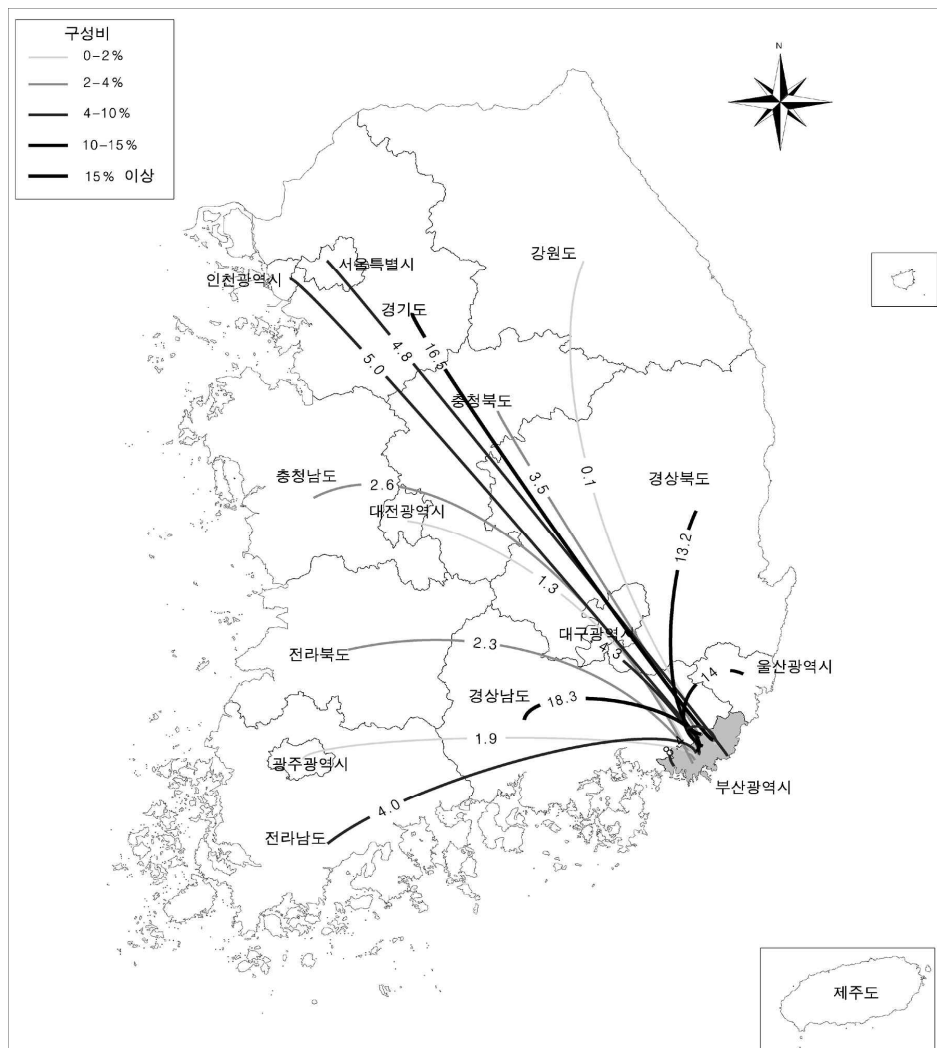 구성비
0-2%
2-4%
4-10%
10-15%
15% 이상
N
강원도
서울특별시
인천광역시
경기도
5.0
4.8
16.5
충청북도
충청남도
2.6
3.5
0.1
경상북도
대전광역시
13.2
1.3
대구광역시
4.3
전라북도
2.3
울산광역시
14
경상남도
18.3
1.9
광주광역시
8.4
부산광역시
4.0
전라남도
제주도